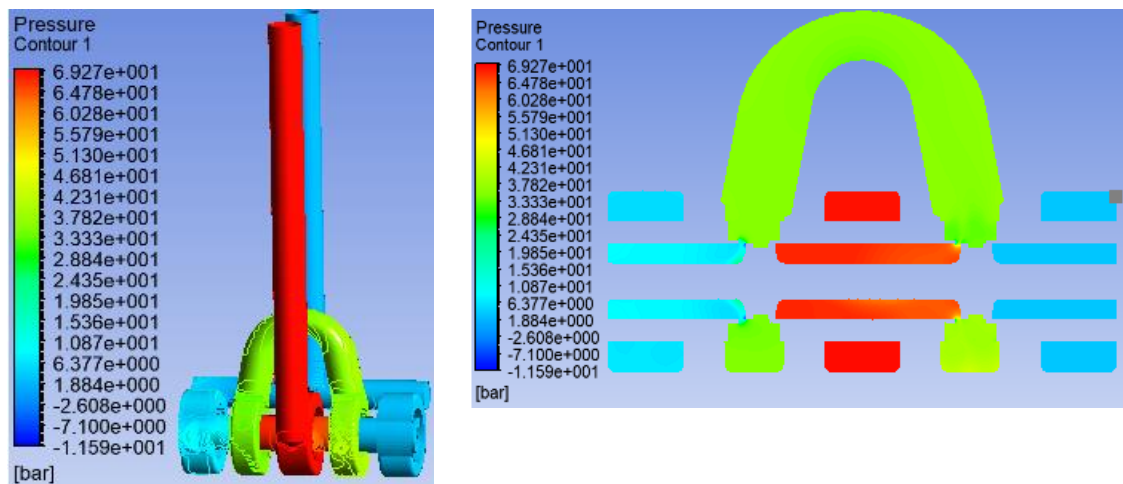 Pressure
Contour 1
6.927e+001
6.478e+001
6.028e+001
5.579e+001
5.130e+001
4.681e+001
4.231e+001
3.782e+001
3.333e+001
2.884e+001
2.435e+001
1.985e+001
1.536e+001
1.087e+001
6.377e+000
1.884e+000
-2.608e+000
-7.100e+000
-1.159e+001
[bar]
Pressure
Contour 1
6.927e+001
6.478e+001
6.028e+001
5.579e+001
5.130e+001
4.681e+001
4.231e+001
3.782e+001
3.333e+001
2.884e+001
2.435e+001
1.985e+001
1.536e+001
1.087e+001
6.377e+000
1.884e+000
-2.608e+000
-7.100e+000
-1.159e+001
[bar]